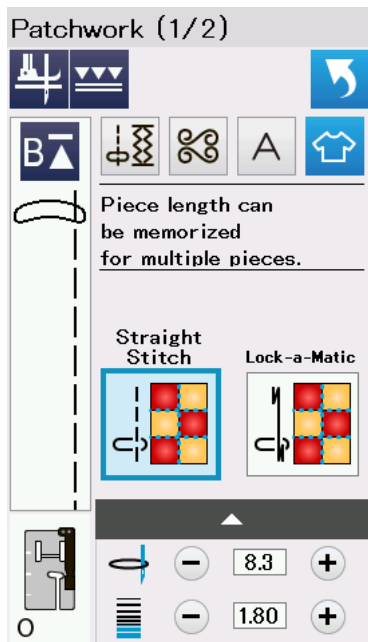 Patchwork (1/2)
B
A
Piece length can
be memorized
for multiple pieces.
Straight
Stitch
Lock-a-Matic
8.3
1.80
O